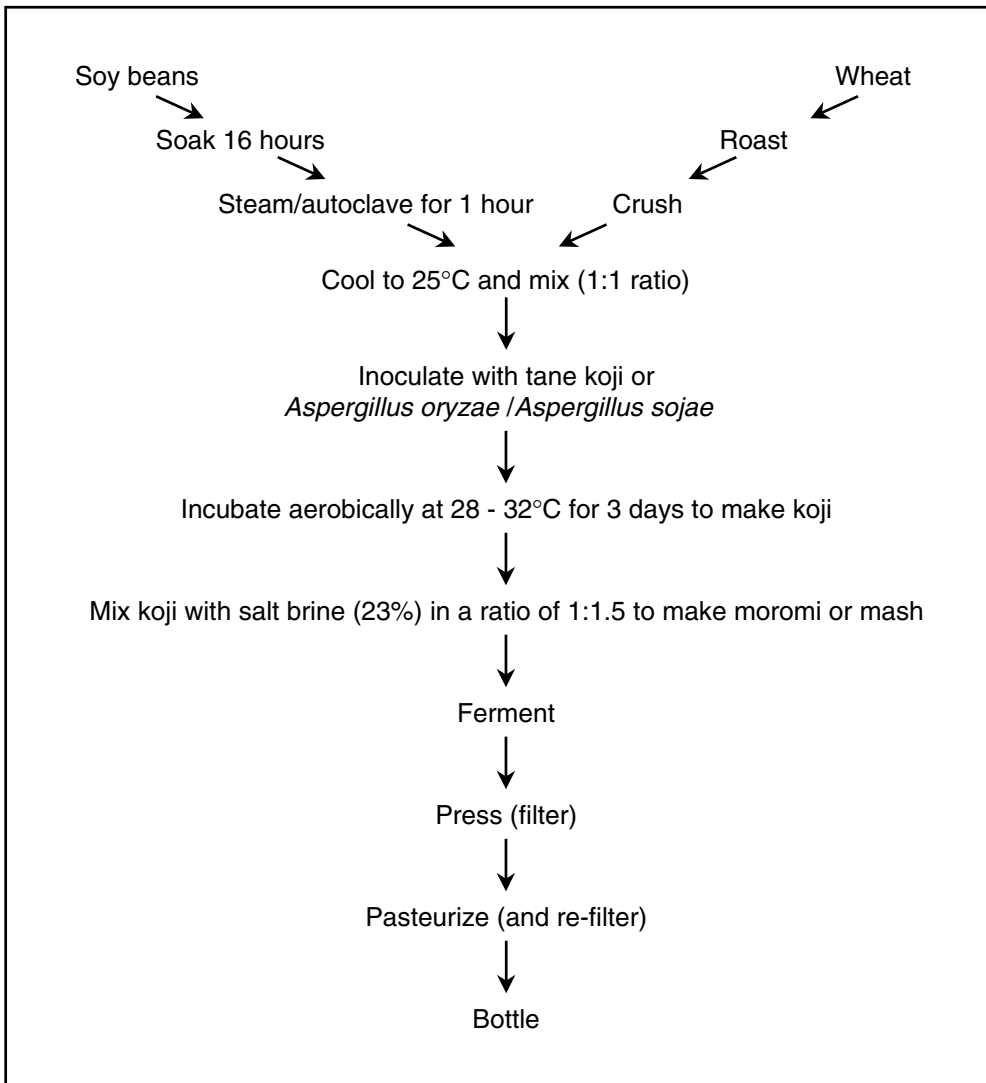 Soy beans
Wheat
Soak 16 hours
Roast
Steam/autoclave for 1 hour
Crush
Cool to 25°C and mix (1:1 ratio)
Inoculate with tane koji or
Aspergillus oryzae /Aspergillus sojae
Incubate aerobically at 28 - 32°C for 3 days to make koji
Mix koji with salt brine (23%) in a ratio of 1:1.5 to make moromi or mash
Ferment
Press (filter)
Pasteurize (and re-filter)
Bottle